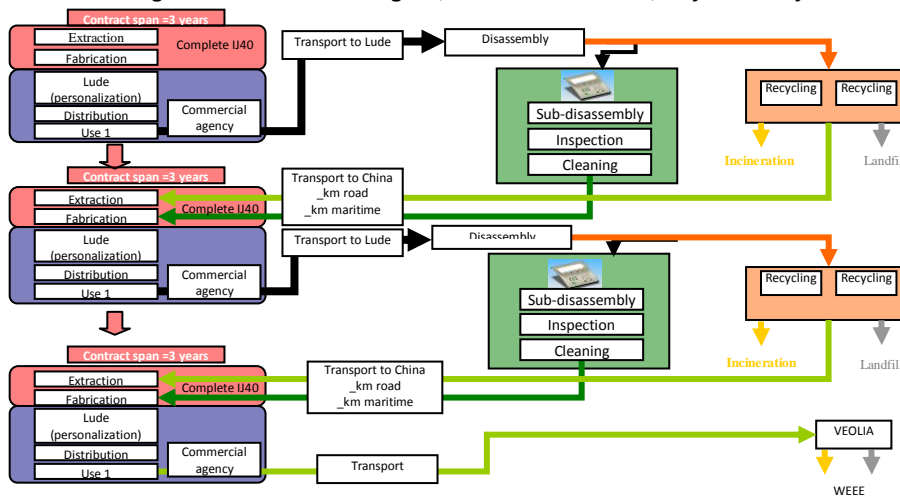 Contract span =3 years
Extraction
Complete IJ40
Fabrication
Lude
(personalization)
Distribution
Use 1
Commercial
agency
Transport to Lude
Disassembly
Sub-disassembly
Inspection
Cleaning
Recycling
Recycling
Incineration
Landfil
Contract span =3 years
Extraction
Complete IJ40
Fabrication
Transport to China
_km road
_km maritime
Lude
(personalization)
Distribution
Use 1
Commercial
agency
Transport to Lude
Disassembly
Sub-disassembly
Inspection
Cleaning
Recycling
Recycling
Incineration
Landfil
Contract span =3 years
Extraction
Complete IJ40
Fabrication
Transport to China
_km road
_km maritime
Lude
(personalization)
Distribution
Use 1
Commercial
agency
Transport
VEOLIA
WEEE